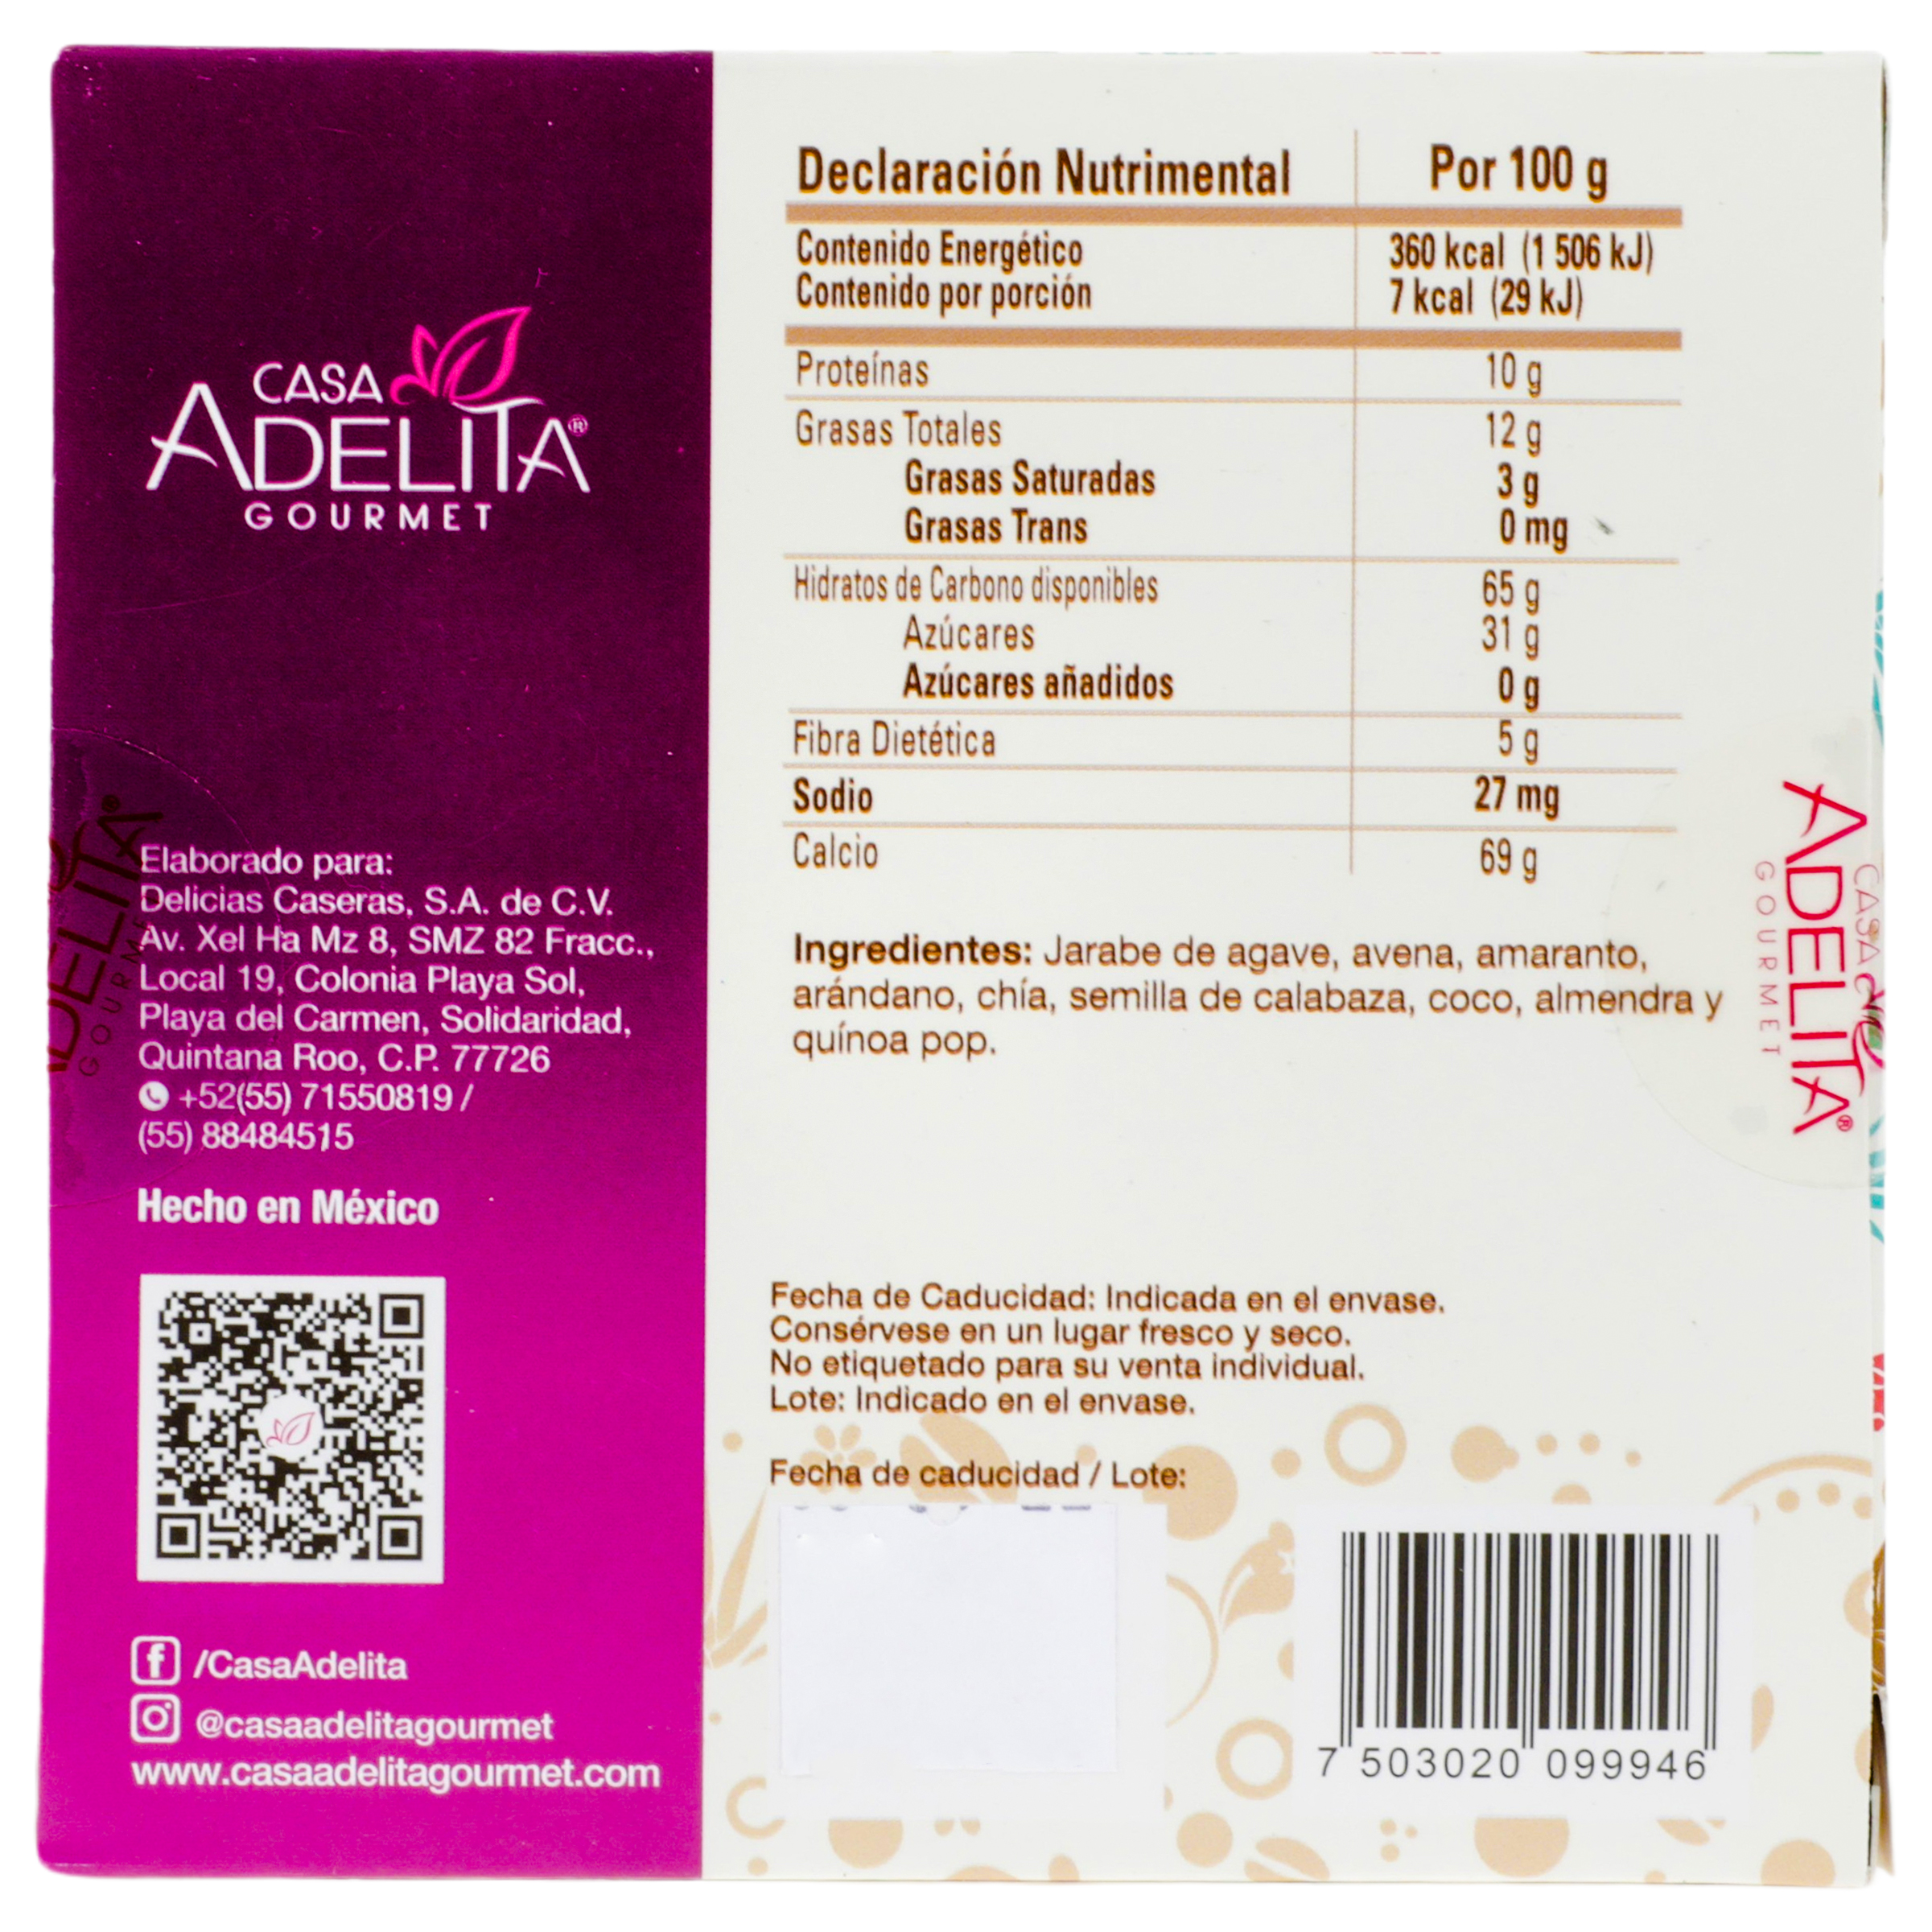 CASA
ADELITA®
GOURMET
Elaborado para:
Delicias Caseras, S.A. de C.V.
Av. Xel Ha Mz 8, SMZ 82 Fracc.,
Local 19, Colonia Playa Sol,
Playa del Carmen, Solidaridad,
Quintana Roo, C.P. 77726
+52(55) 71550819 /
(55) 88484515
Hecho en México
/CasaAdelita
@casaadelitagourmet
www.casaadelitagourmet.com
Declaración Nutrimental Por 100 g
Contenido Energético 360 kcal (1 506 kJ)
Contenido por porción 7 kcal (29 kJ)
Proteínas 10 g
Grasas Totales 12 g
Grasas Saturadas 3 g
Grasas Trans 0 mg
Hidratos de Carbono disponibles 65 g
Azúcares 31 g
Azúcares añadidos 0 g
Fibra Dietética 5 g
Sodio 27 mg
Calcio 69 g
Ingredientes: Jarabe de agave, avena, amaranto,
arándano, chía, semilla de calabaza, coco, almendra y
quínoa pop.
Fecha de Caducidad: Indicada en el envase.
Consérvese en un lugar fresco y seco.
No etiquetado para su venta individual.
Lote: Indicado en el envase.
Fecha de caducidad / Lote:
7 503020 099946
CASA
ADELITA®
GOURMET